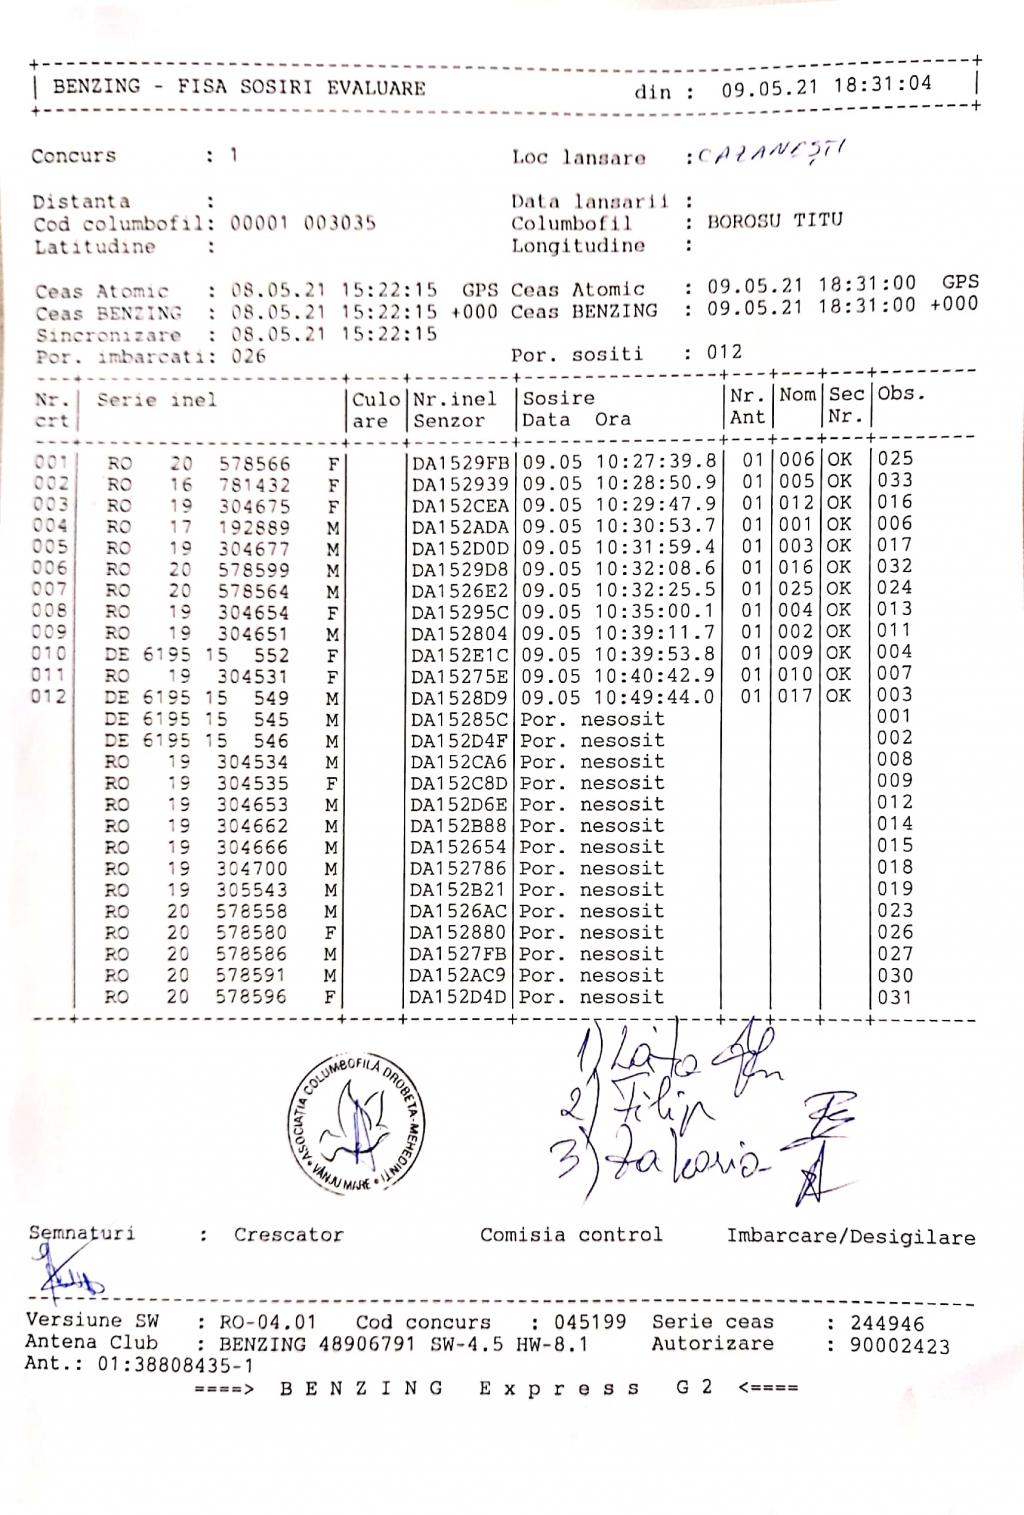 BENZING - FISA SOSIRI EVALUARE din : 09.05.21 18:31:04
Concurs : 1 Loc lansare : CAZANEȘTI
Distanta : Data lansarii :
Cod columbofil: 00001 003035 Columbofil : BOROSU TITU
Latitudine : Longitudine :
Ceas Atomic : 08.05.21 15:22:15 GPS Ceas Atomic : 09.05.21 18:31:00 GPS
Ceas BENZING : 08.05.21 15:22:15 +000 Ceas BENZING : 09.05.21 18:31:00 +000
Sincronizare : 08.05.21 15:22:15
Por. imbarcati: 026 Por. sositi : 012
Nr. Serie inel Culo Nr.inel Sosire Nr. Nom Sec Obs.
crt are Senzor Data Ora Ant Nr.
001 RO 20 578566 F DA1529FB 09.05 10:27:39.8 01 006 OK 025
002 RO 16 781432 F DA152939 09.05 10:28:50.9 01 005 OK 033
003 RO 19 304675 F DA152CEA 09.05 10:29:47.9 01 012 OK 016
004 RO 17 192889 M DA152ADA 09.05 10:30:53.7 01 001 OK 006
005 RO 19 304677 M DA152D0D 09.05 10:31:59.4 01 003 OK 017
006 RO 20 578599 M DA1529D8 09.05 10:32:08.6 01 016 OK 032
007 RO 20 578564 M DA1526E2 09.05 10:32:25.5 01 025 OK 024
008 RO 19 304654 F DA15295C 09.05 10:35:00.1 01 004 OK 013
009 RO 19 304651 M DA152804 09.05 10:39:11.7 01 002 OK 011
010 DE 6195 15 552 F DA152E1C 09.05 10:39:53.8 01 009 OK 004
011 RO 19 304531 F DA15275E 09.05 10:40:42.9 01 010 OK 007
012 DE 6195 15 549 M DA1528D9 09.05 10:49:44.0 01 017 OK 003
DE 6195 15 545 M DA15285C Por. nesosit 001
DE 6195 15 546 M DA152D4F Por. nesosit 002
RO 19 304534 M DA152CA6 Por. nesosit 008
RO 19 304535 F DA152C8D Por. nesosit 009
RO 19 304653 M DA152D6E Por. nesosit 012
RO 19 304662 M DA152B88 Por. nesosit 014
RO 19 304666 M DA152654 Por. nesosit 015
RO 19 304700 M DA152786 Por. nesosit 018
RO 19 305543 M DA152B21 Por. nesosit 019
RO 20 578558 M DA1526AC Por. nesosit 023
RO 20 578580 F DA152880 Por. nesosit 026
RO 20 578586 M DA1527FB Por. nesosit 027
RO 20 578591 M DA152AC9 Por. nesosit 030
RO 20 578596 F DA152D4D Por. nesosit 031
ASOCIATIA COLUMBOFILĂ DROBETA-MEHEDINȚI
VÂNJU MARE
1)
2) Filip
3) Zakaria
Semnaturi : Crescator Comisia control Imbarcare/Desigilare
Versiune SW : RO-04.01 Cod concurs : 045199 Serie ceas : 244946
Antena Club : BENZING 48906791 SW-4.5 HW-8.1 Autorizare : 90002423
Ant.: 01:38808435-1
====> B E N Z I N G E x p r e s s G 2 <====